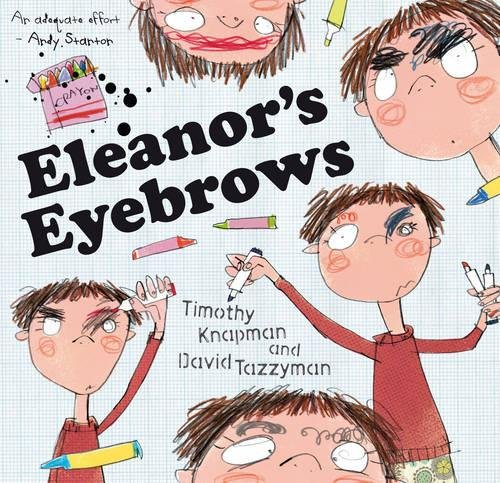 An adequate effort
- Andy Stanton
CRAYON
Eleanor's
Eyebrows
Timothy
Knapman
and
David Tazzyman